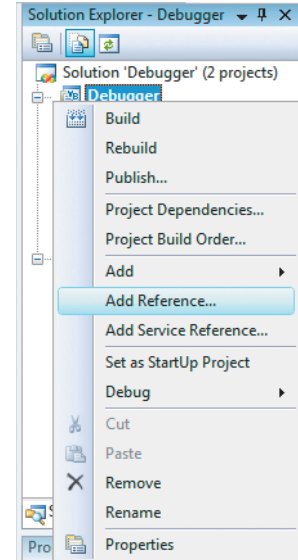 Solution Explorer - Debugger
Solution 'Debugger' (2 projects)
Debugger
Build
Rebuild
Publish...
Project Dependencies...
Project Build Order...
Add
Add Reference...
Add Service Reference...
Set as StartUp Project
Debug
Cut
Paste
Remove
Rename
Pro
Properties